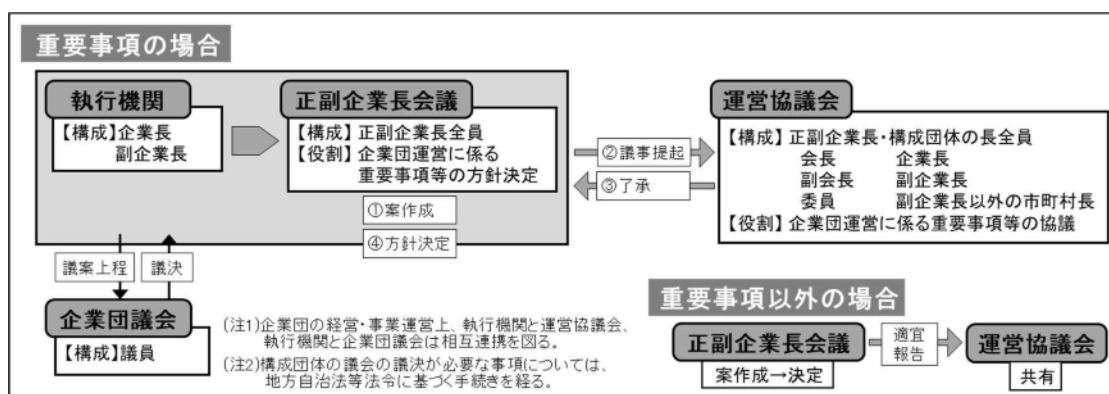 重要事項の場合
執行機関
【構成】企業長
副企業長
正副企業長会議
【構成】正副企業長全員
【役割】企業団運営に係る
重要事項等の方針決定
①案作成
④方針決定
②議事提起
③了承
運営協議会
【構成】正副企業長・構成団体の長全員
会長 企業長
副会長 副企業長
委員 副企業長以外の市町村長
【役割】企業団運営に係る重要事項等の協議
議案上程
議決
企業団議会
【構成】議員
(注1)企業団の経営・事業運営上、執行機関と運営協議会、
執行機関と企業団議会は相互連携を図る。
(注2)構成団体の議会の議決が必要な事項については、
地方自治法等法令に基づく手続きを経る。
重要事項以外の場合
正副企業長会議
案作成→決定
適宜
報告
運営協議会
共有